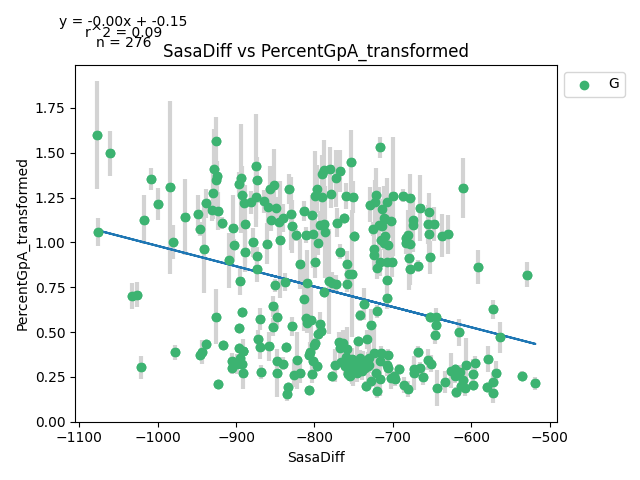 y = -0.00x + -0.15
r^2 = 0.09
n = 276
SasaDiff vs PercentGpA_transformed
G
PercentGpA_transformed
1.75
1.50
1.25
1.00
0.75
0.50
0.25
0.00
−1100 −1000 −900 −800 −700 −600 −500
SasaDiff